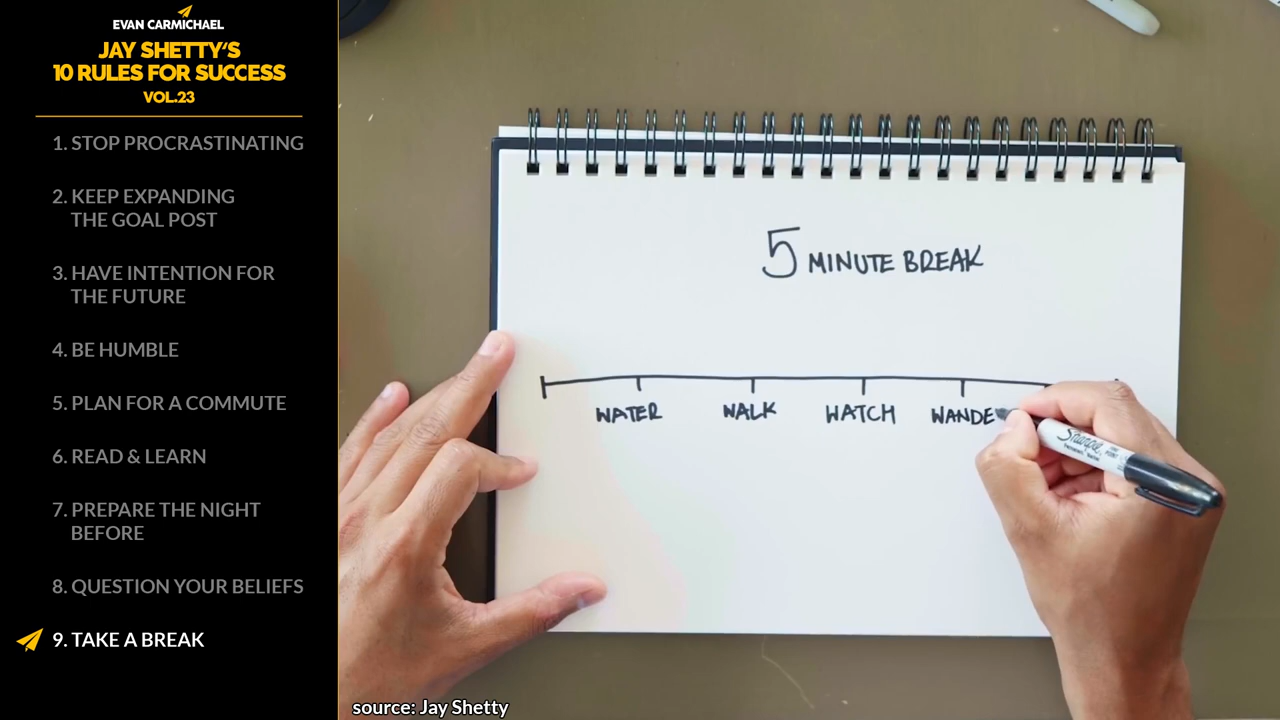 EVAN CARMICHAEL
JAY SHETTY'S
10 RULES FOR SUCCESS
VOL.23
1. STOP PROCRASTINATING
2. KEEP EXPANDING
THE GOAL POST
3. HAVE INTENTION FOR
THE FUTURE
4. BE HUMBLE
5. PLAN FOR A COMMUTE
6. READ & LEARN
7. PREPARE THE NIGHT
BEFORE
8. QUESTION YOUR BELIEFS
9. TAKE A BREAK
5 MINUTE BREAK
WATER WALK WATCH WANDE
Sharpie
source: Jay Shetty